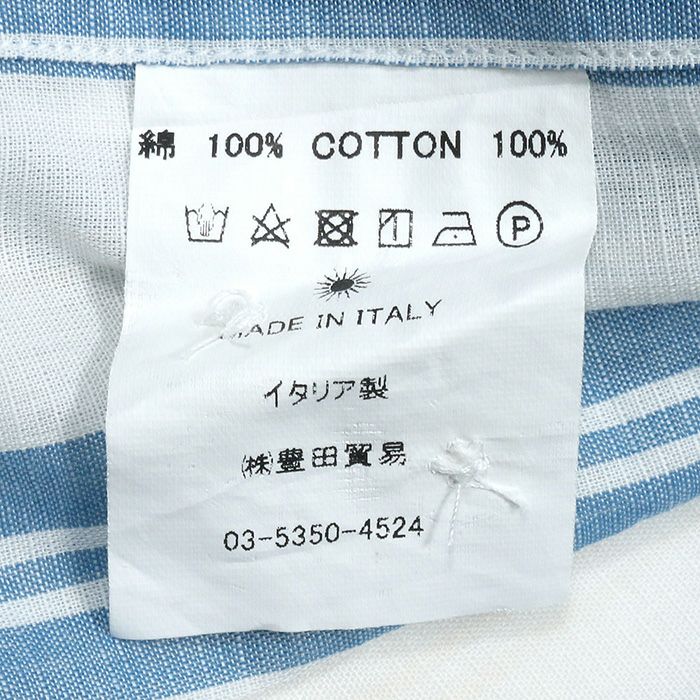 綿 100% COTTON 100%
P
MADE IN ITALY
イタリア製
㈱豊田貿易
03-5350-4524